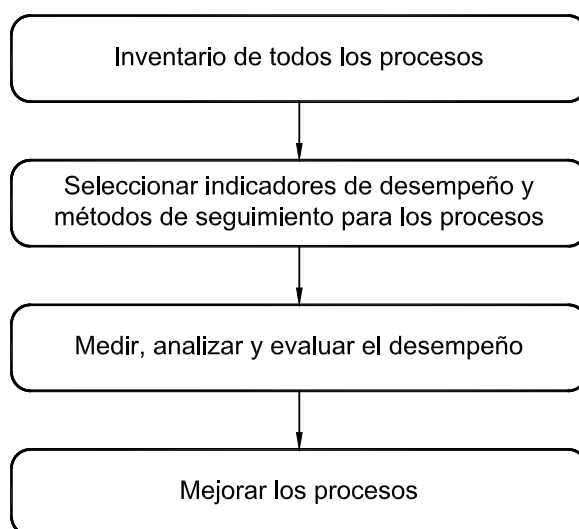 Inventario de todos los procesos
Seleccionar indicadores de desempeño y
métodos de seguimiento para los procesos
Medir, analizar y evaluar el desempeño
Mejorar los procesos